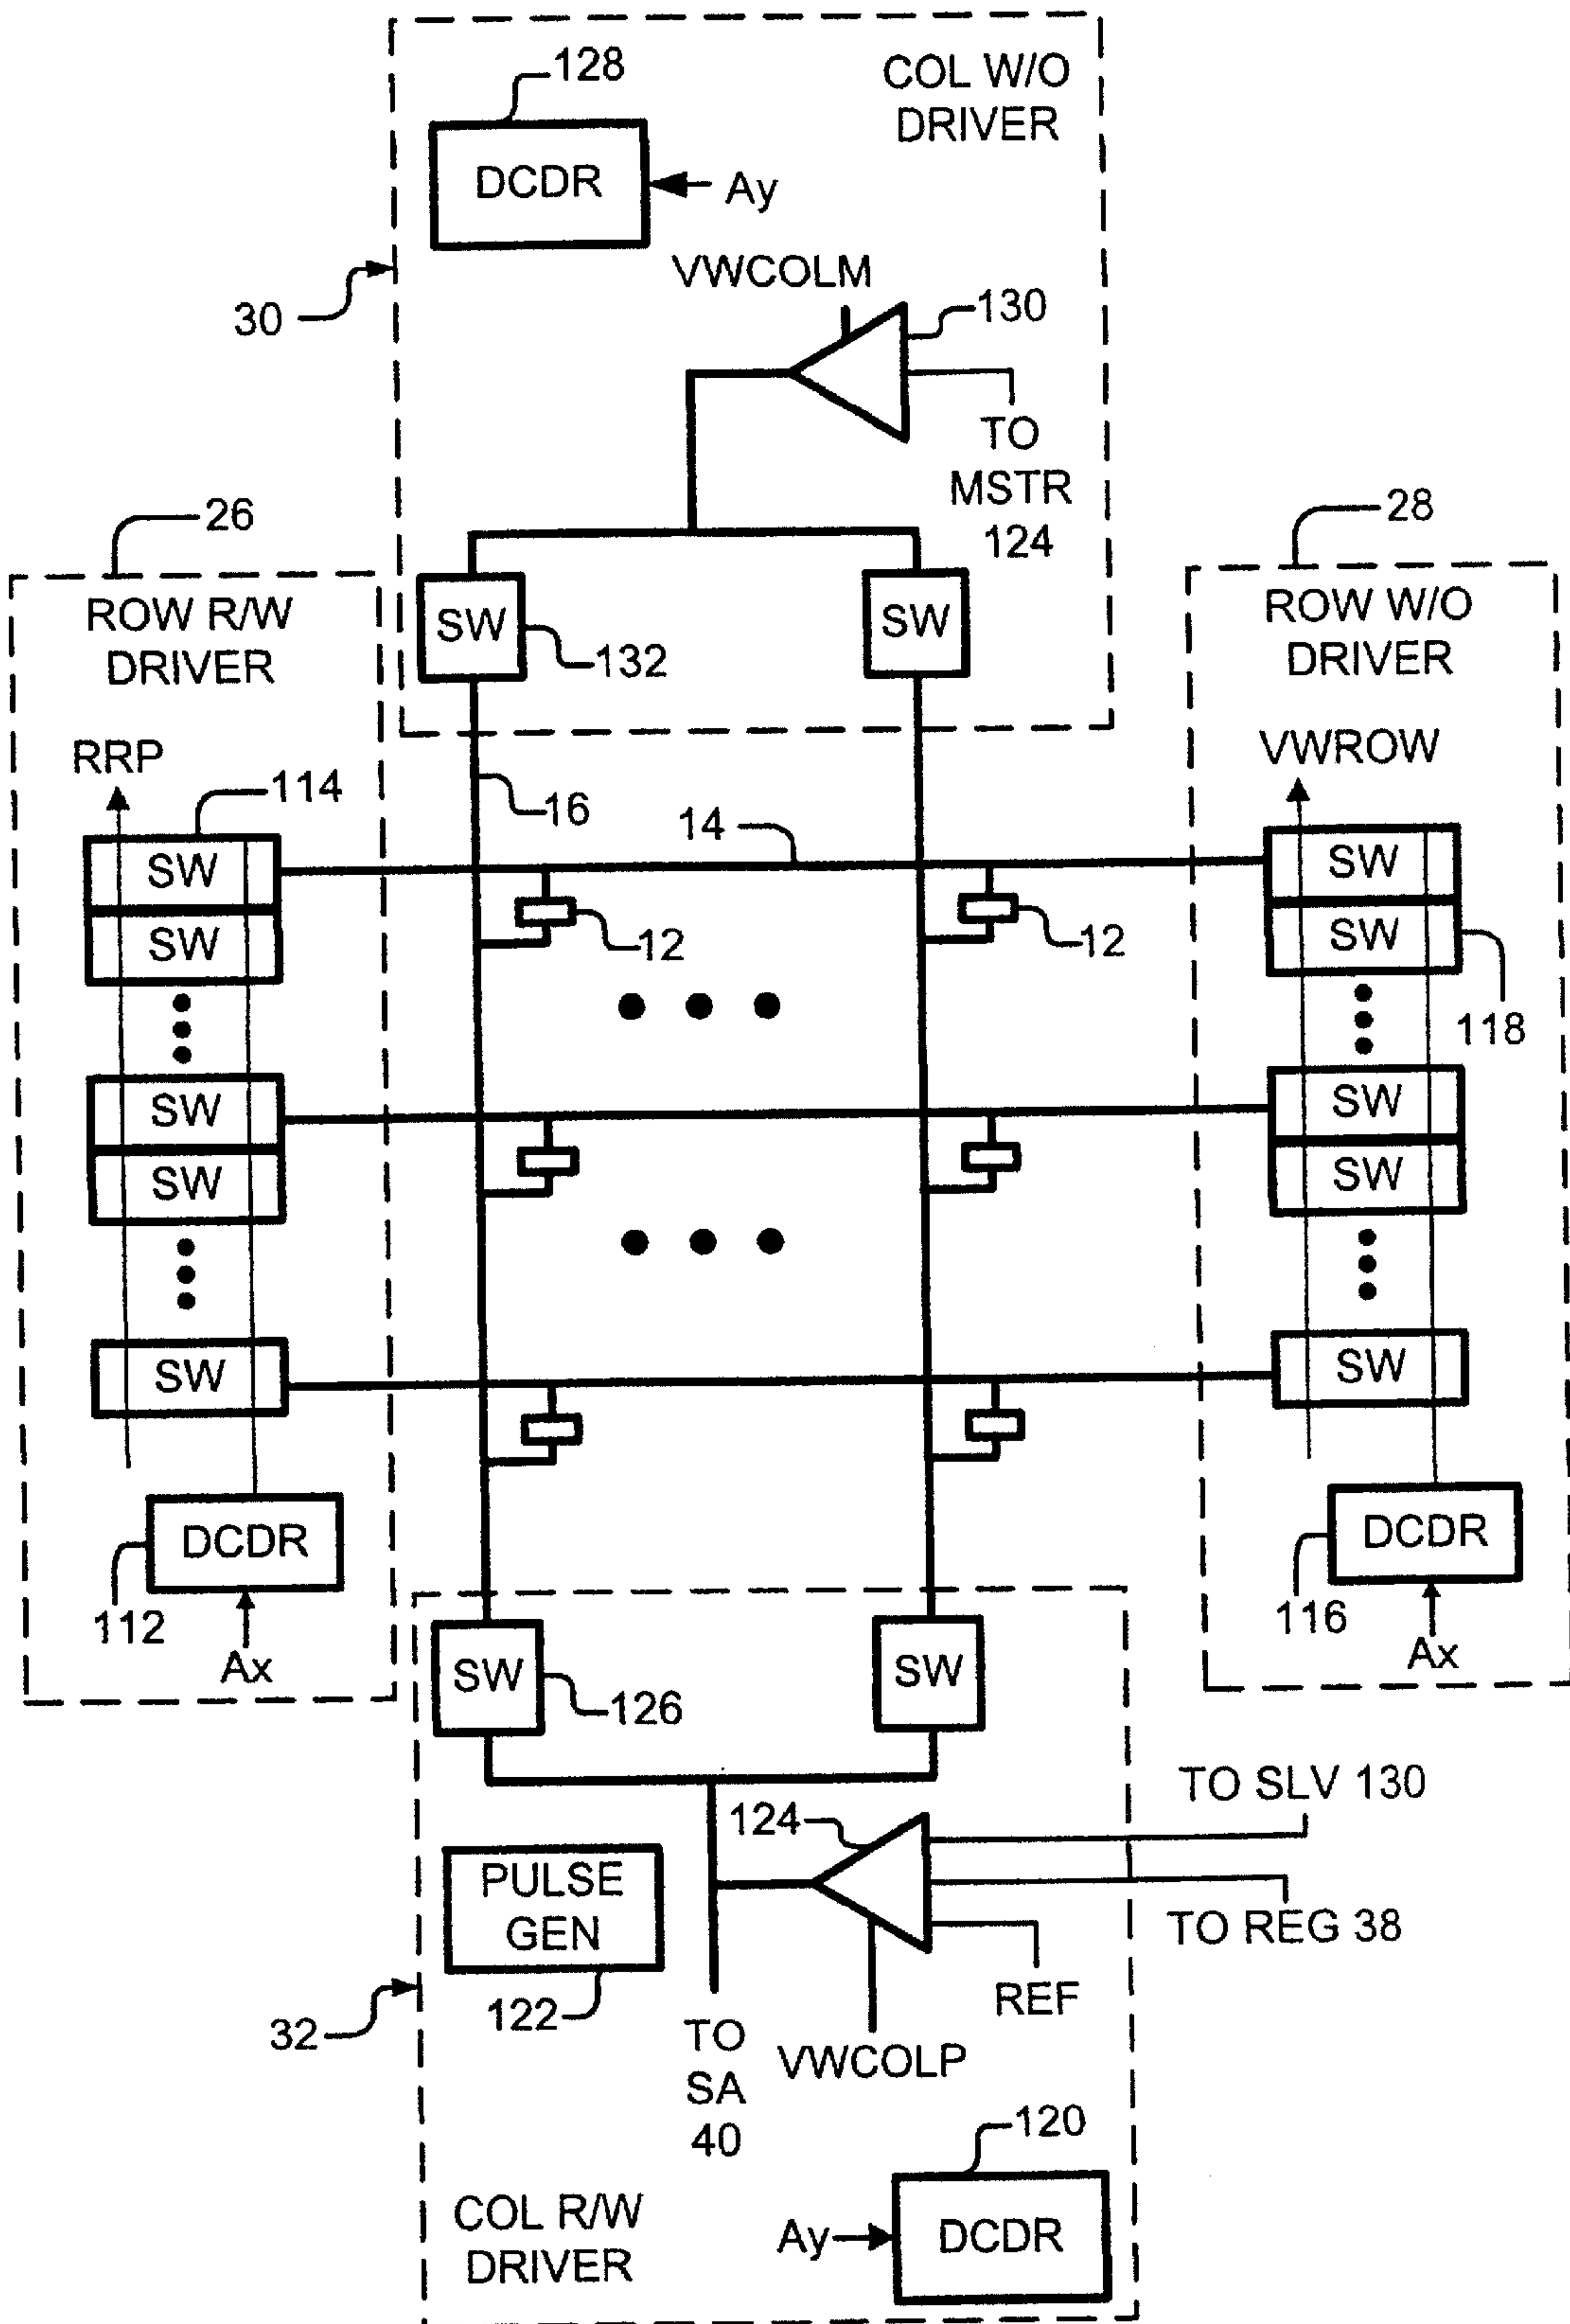 128
COL W/O
DRIVER
DCDR
Ay
VWCOLM
30
130
TO
MSTR
124
26
28
ROW R/W
DRIVER
SW
132
SW
ROW W/O
DRIVER
RRP
114
16
14
VWROW
SW
SW
SW
12
12
SW
118
SW
SW
SW
SW
SW
SW
DCDR
112
Ax
DCDR
116
Ax
SW
126
SW
TO SLV 130
124
PULSE
GEN
TO REG 38
122
REF
32
TO
SA
40
VWCOLP
120
COL R/W
DRIVER
Ay
DCDR